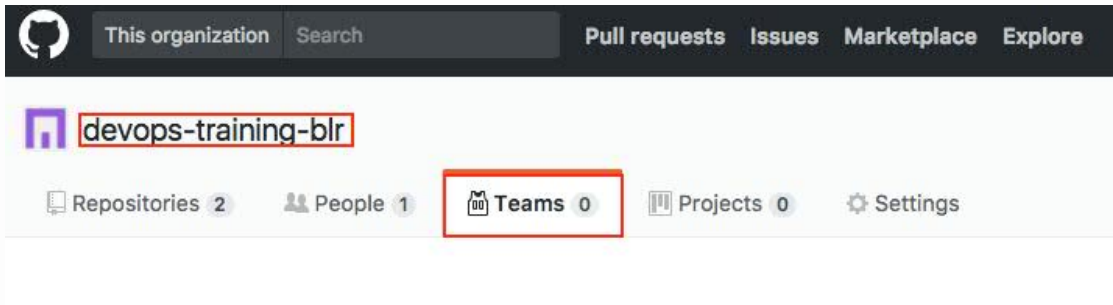 This organization Search Pull requests Issues Marketplace Explore
devops-training-blr
Repositories 2 People 1 Teams 0 Projects 0 Settings